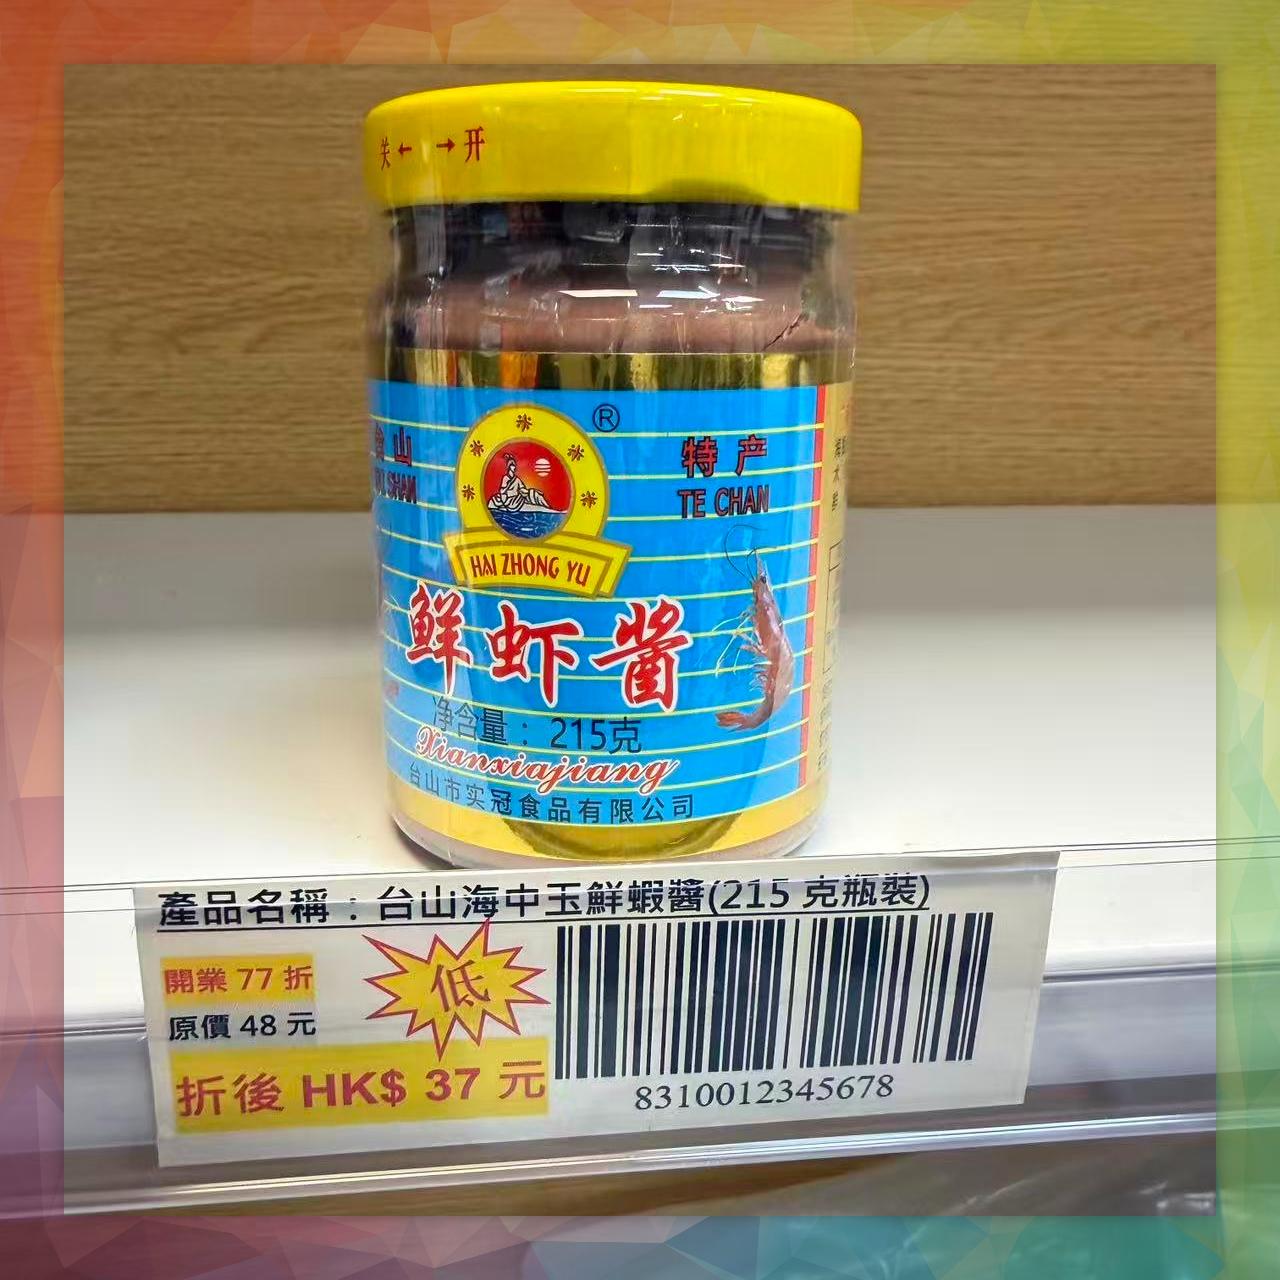 关← →开
®
台山
TAI SHAN
特产
TE CHAN
HAI ZHONG YU
鲜虾酱
净含量：215克
Xianxiajiang
台山市实冠食品有限公司
產品名稱：台山海中玉鮮蝦醬(215 克瓶裝)
開業 77 折
低
原價 48 元
折後 HK$ 37 元
8310012345678